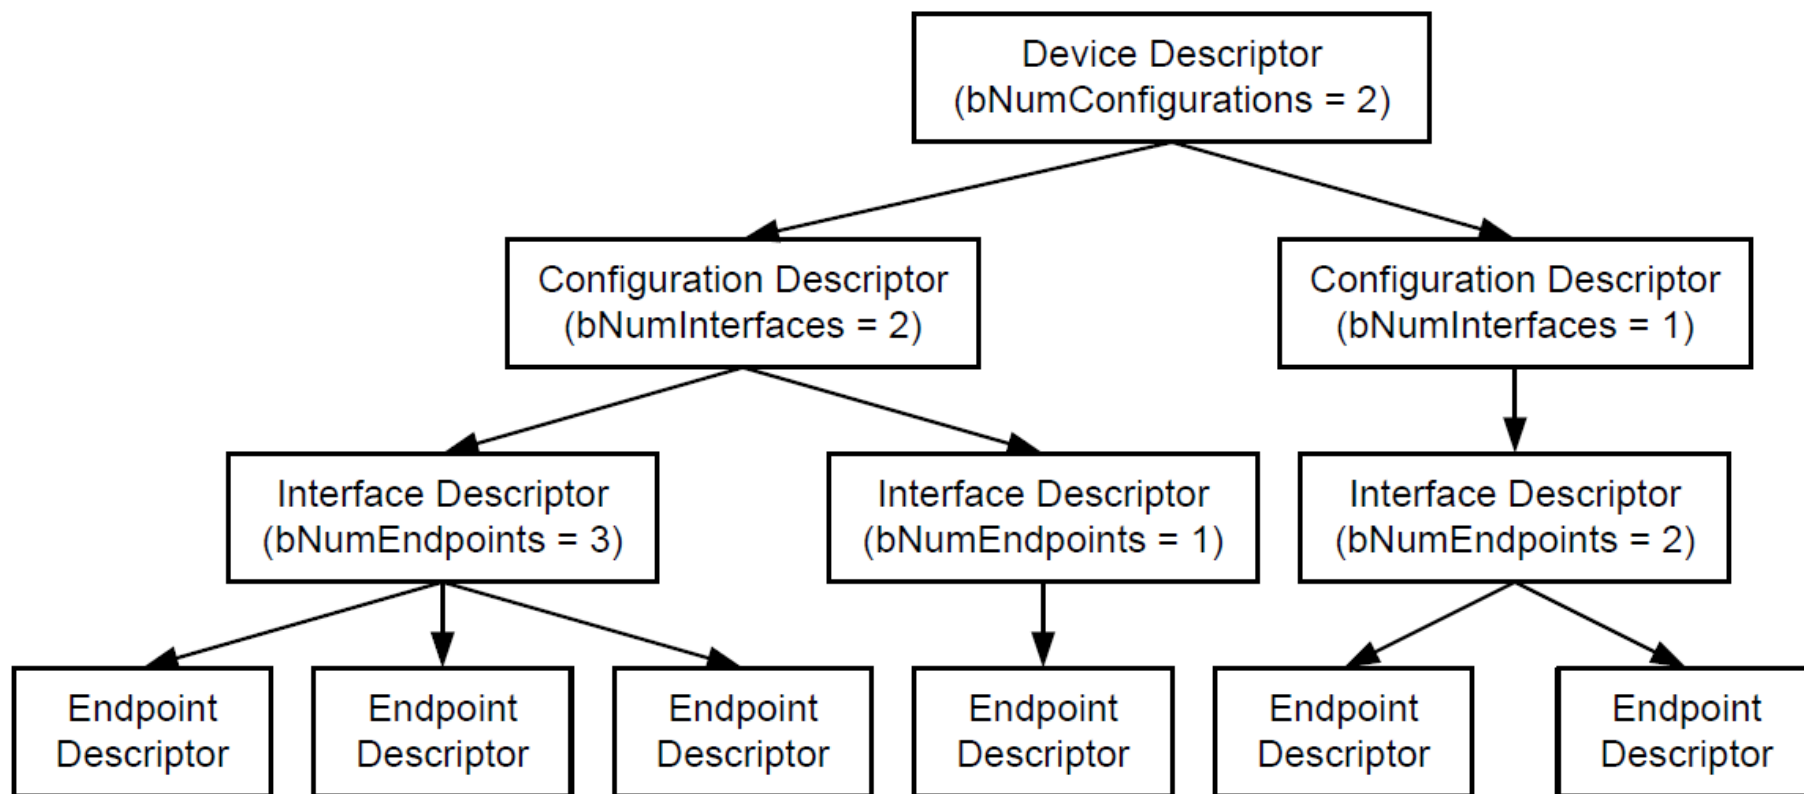 Device Descriptor
(bNumConfigurations = 2)
Configuration Descriptor
(bNumInterfaces = 2)
Configuration Descriptor
(bNumInterfaces = 1)
Interface Descriptor
(bNumEndpoints = 3)
Interface Descriptor
(bNumEndpoints = 1)
Interface Descriptor
(bNumEndpoints = 2)
Endpoint
Descriptor
Endpoint
Descriptor
Endpoint
Descriptor
Endpoint
Descriptor
Endpoint
Descriptor
Endpoint
Descriptor